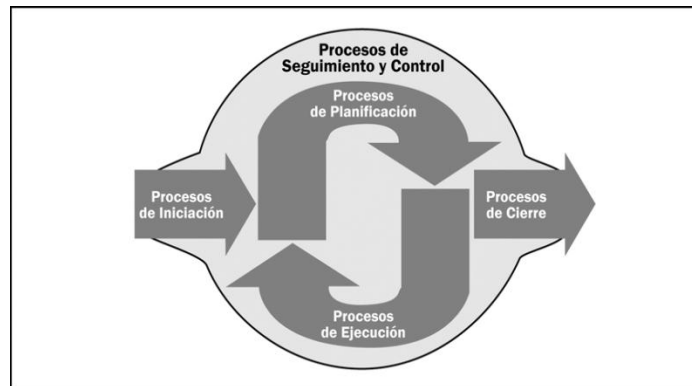 Procesos de
Seguimiento y Control
Procesos
de Planificación
Procesos
de Iniciación
Procesos
de Cierre
Procesos
de Ejecución